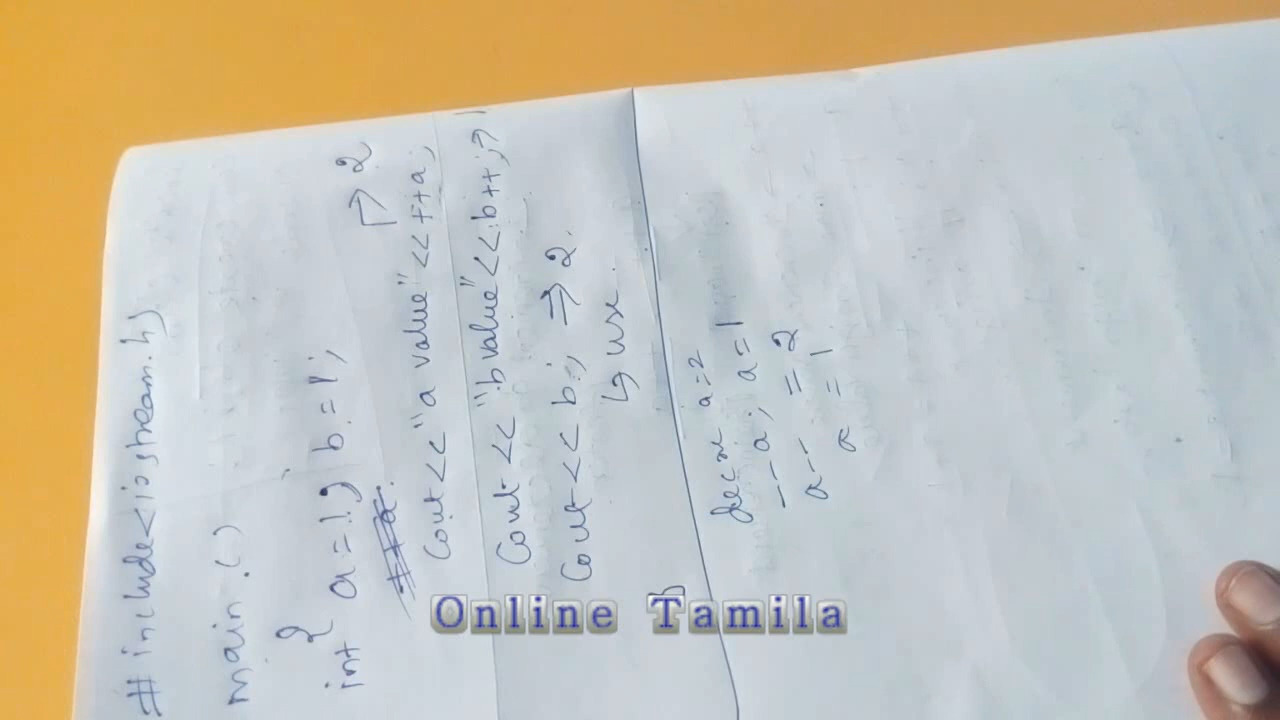 #include<iostream.h>
main()
{
int a=1, b=1;
cout<<"a value"<<++a; → 2
cout<<"b value"<<b++; → 1
cout<<b; ⇒ 2.
↳ use.
a=2
--a; a=1
a-- = 2
a = 1
Online Tamila